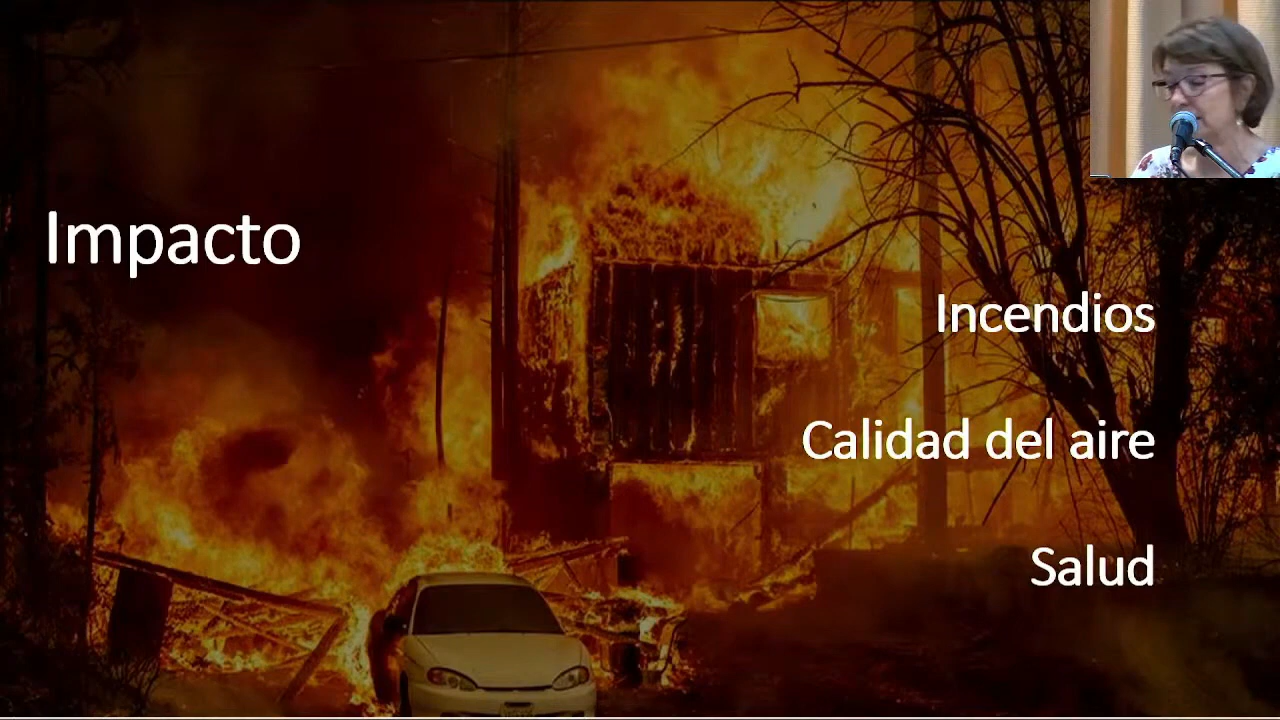 Impacto
Incendios
Calidad del aire
Salud